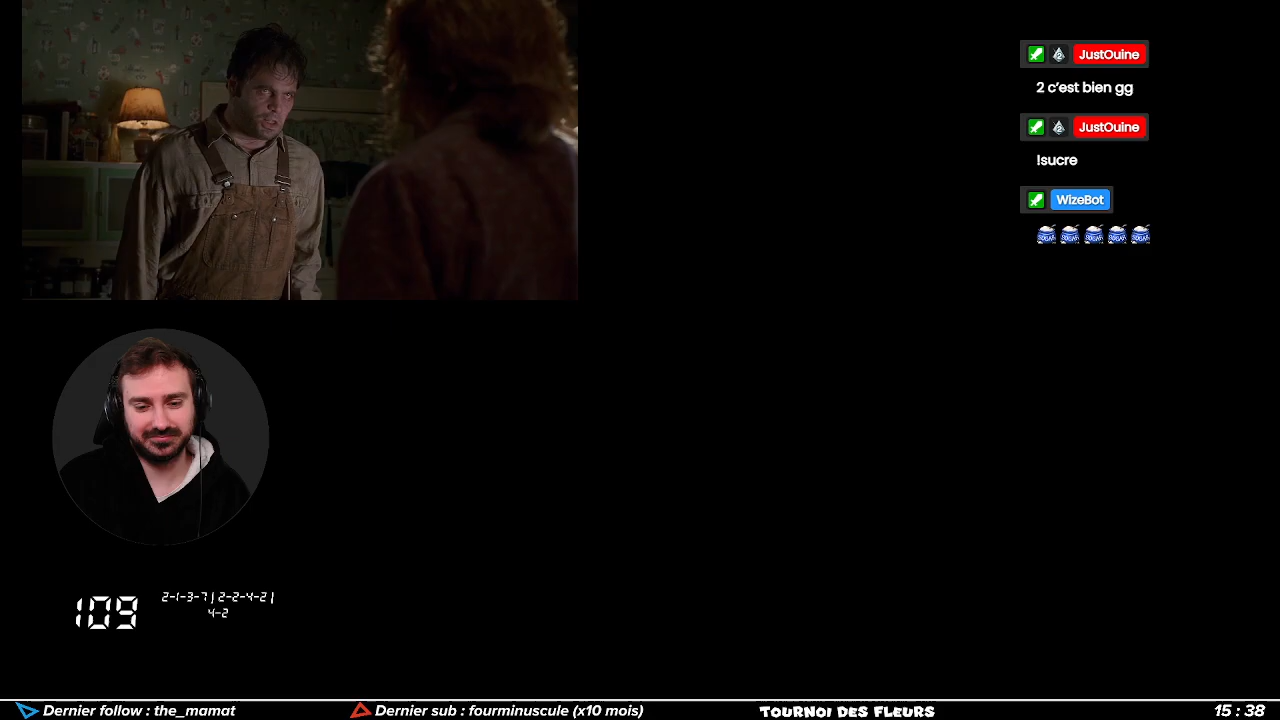 JustOuine
2 c'est bien gg
JustOuine
!sucre
WizeBot
109
2-1-3-7 | 2-2-4-2 |
4-2
Dernier follow : the_mamat
Dernier sub : fourminuscule (x10 mois)
TOURNOI DES FLEURS
15 : 38